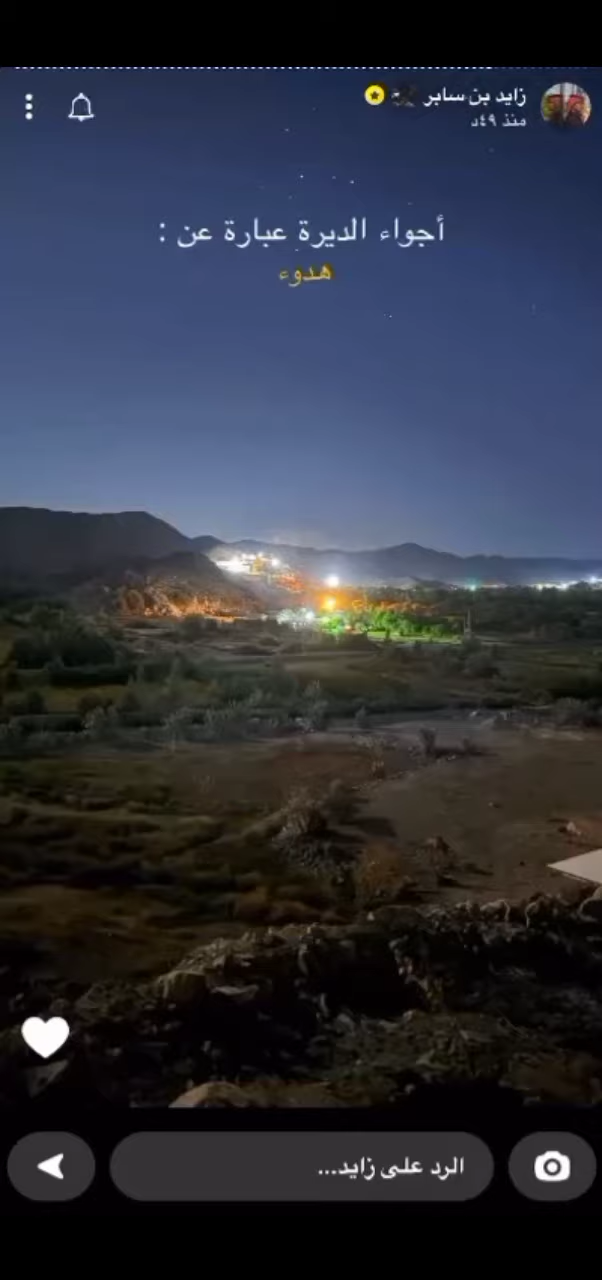 زايد بن سابر
منذ ٤٩د
أجواء الديرة عبارة عن :
هدوء
الرد على زايد...